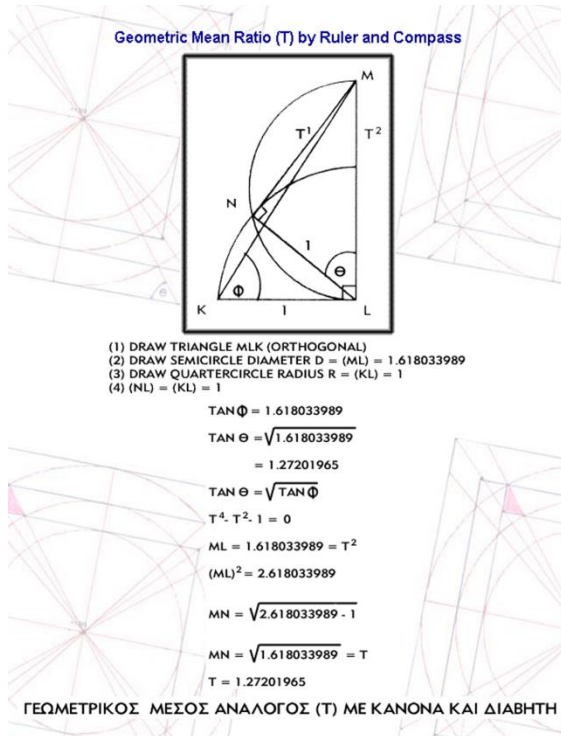 Geometric Mean Ratio (T) by Ruler and Compass
M
T¹
T²
N
1
Θ
K
Φ
1
L
(1) DRAW TRIANGLE MLK (ORTHOGONAL)
(2) DRAW SEMICIRCLE DIAMETER D = (ML) = 1.618033989
(3) DRAW QUARTERCIRCLE RADIUS R = (KL) = 1
(4) (NL) = (KL) = 1
TAN Φ = 1.618033989
TAN Θ = √1.618033989
= 1.27201965
TAN Θ = √TAN Φ
T⁴- T²- 1 = 0
ML = 1.618033989 = T²
(ML)² = 2.618033989
MN = √2.618033989 - 1
MN = √1.618033989 = T
T = 1.27201965
ΓΕΩΜΕΤΡΙΚΟΣ ΜΕΣΟΣ ΑΝΑΛΟΓΟΣ (Τ) ΜΕ ΚΑΝΟΝΑ ΚΑΙ ΔΙΑΒΗΤΗ